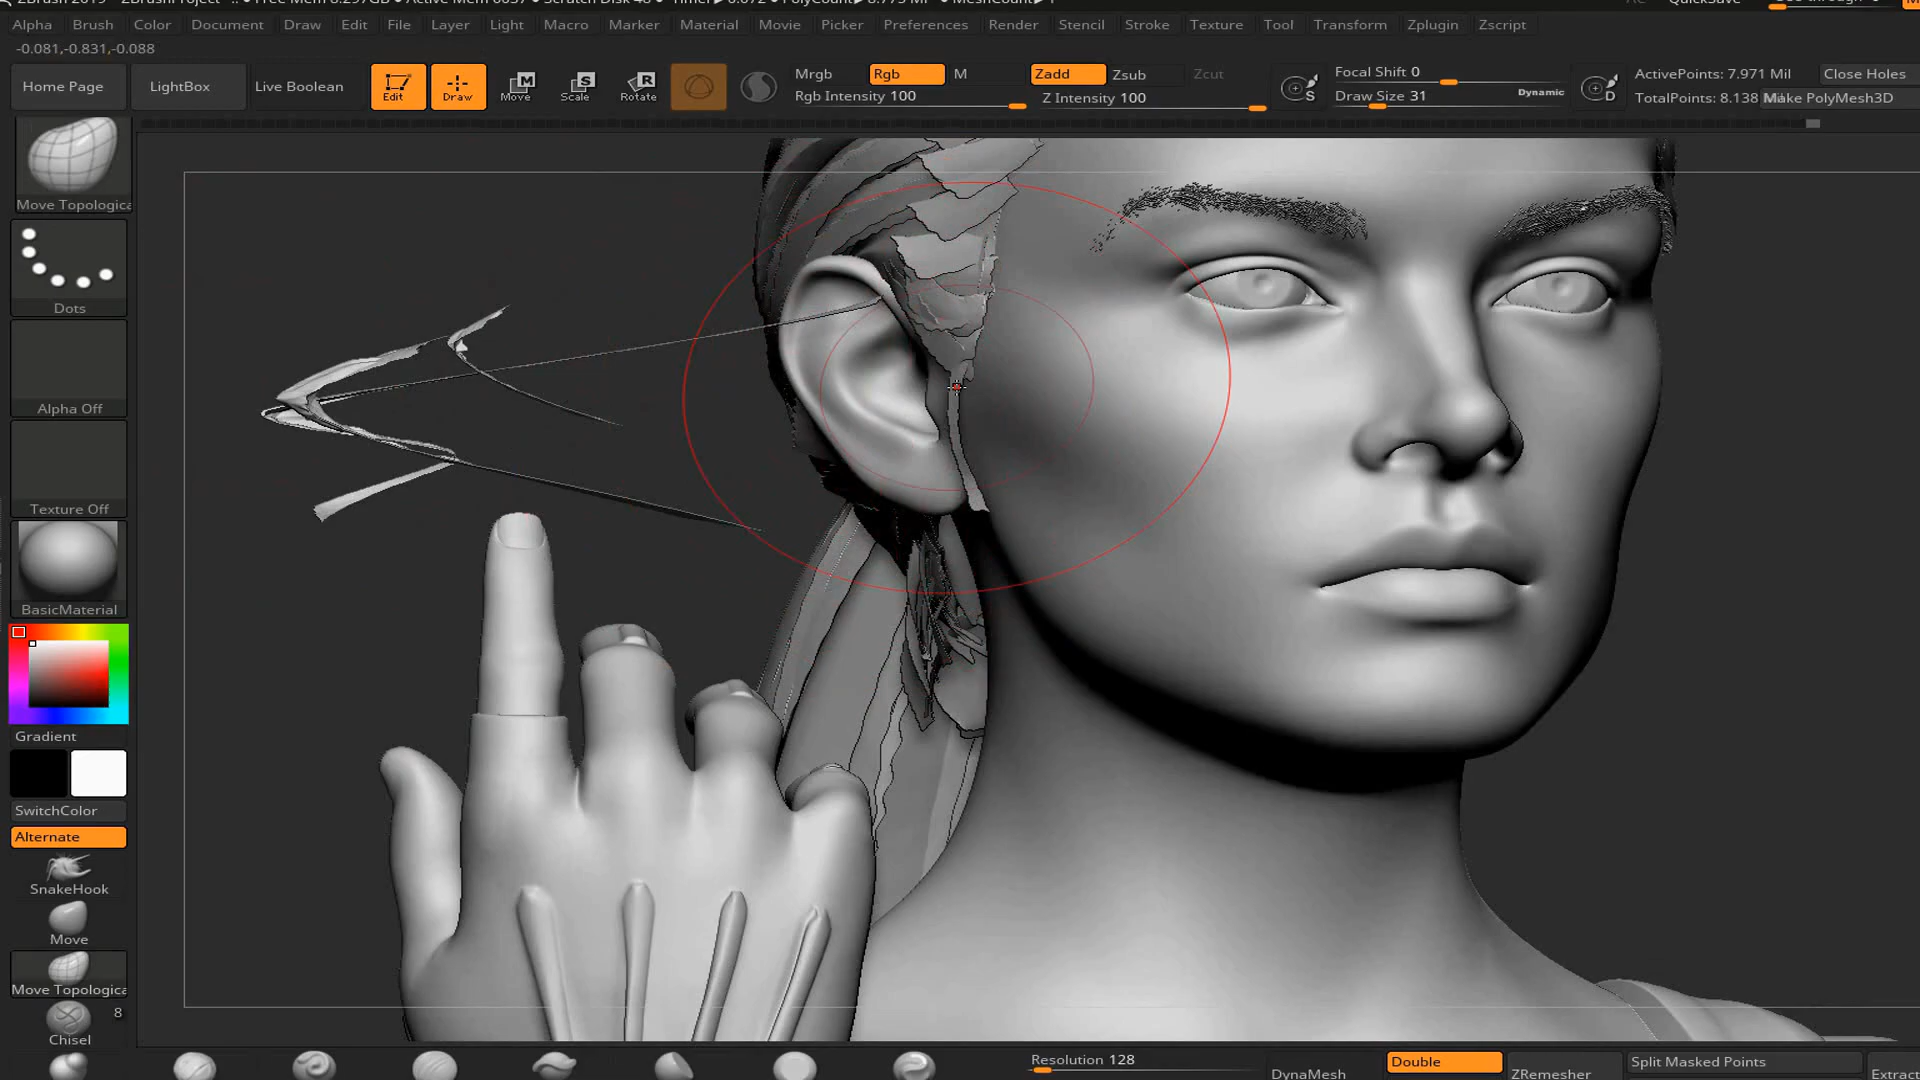 Alpha Brush Color Document Draw Edit File Layer Light Macro Marker Material Movie Picker Preferences Render Stencil Stroke Texture Tool Transform Zplugin Zscript
-0.081,-0.831,-0.088
Home Page LightBox Live Boolean Edit Draw Move Scale Rotate
M S R
Mrgb Rgb M Zadd Zsub Zcut Focal Shift 0 ActivePoints: 7.971 Mil Close Holes
Rgb Intensity 100 Z Intensity 100 S Draw Size 31 Dynamic D TotalPoints: 8.138 Make PolyMesh3D
Move Topologica
Dots
Alpha Off
Texture Off
BasicMaterial
Gradient
SwitchColor
Alternate
SnakeHook
Move
Move Topologica
8
Chisel
Resolution 128 Double Split Masked Points
DynaMesh ZRemesher Extract